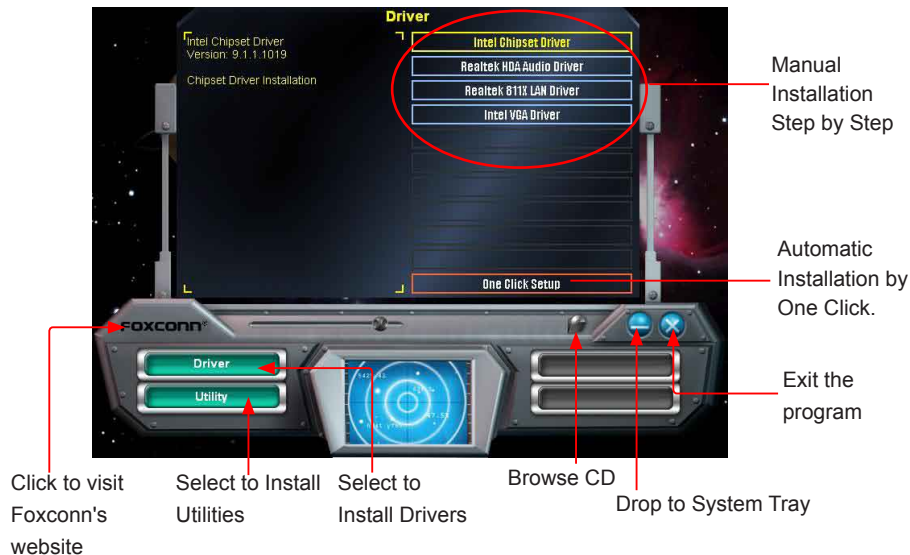 Driver
Intel Chipset Driver
Version: 9.1.1.1019
Chipset Driver Installation
Intel Chipset Driver
Realtek HDA Audio Driver
Realtek 811X LAN Driver
Intel VGA Driver
One Click Setup
Manual
Installation
Step by Step
Automatic
Installation by
One Click.
FOXCONN®
Driver
Utility
Exit the
program
Click to visit
Foxconn's
website
Select to Install
Utilities
Select to
Install Drivers
Browse CD
Drop to System Tray